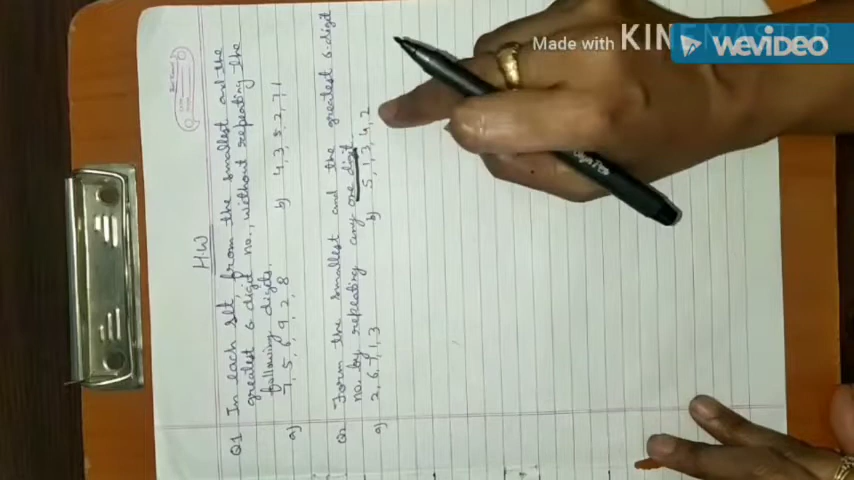 H.W
Q1 In each set, from the smallest and the
greatest 6 digit no., without repeating the
following digits.
a) 7, 5, 6, 9, 2, 8 b) 4, 3, 5, 2, 7, 1
Q2 Form the smallest and the greatest 6-digit
no. by repeating any one digit
a) 2, 6, 7, 1, 3 b) 5, 1, 3, 4, 2
Made with KINEMASTER
wevideo